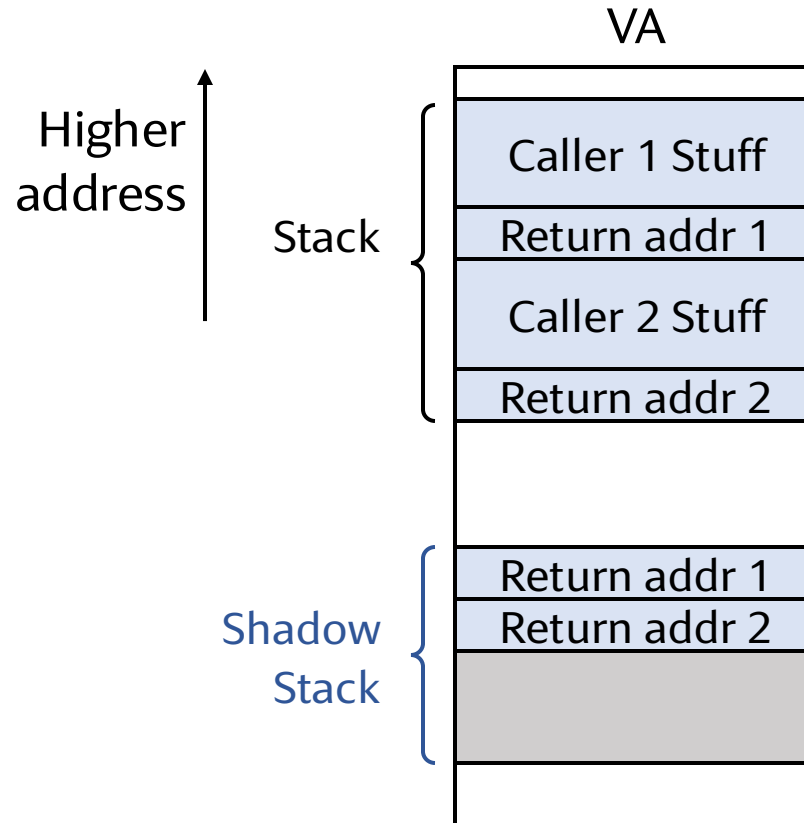 VA
Higher
address
Caller 1 Stuff
Stack
Return addr 1
Caller 2 Stuff
Return addr 2
Return addr 1
Shadow
Stack
Return addr 2